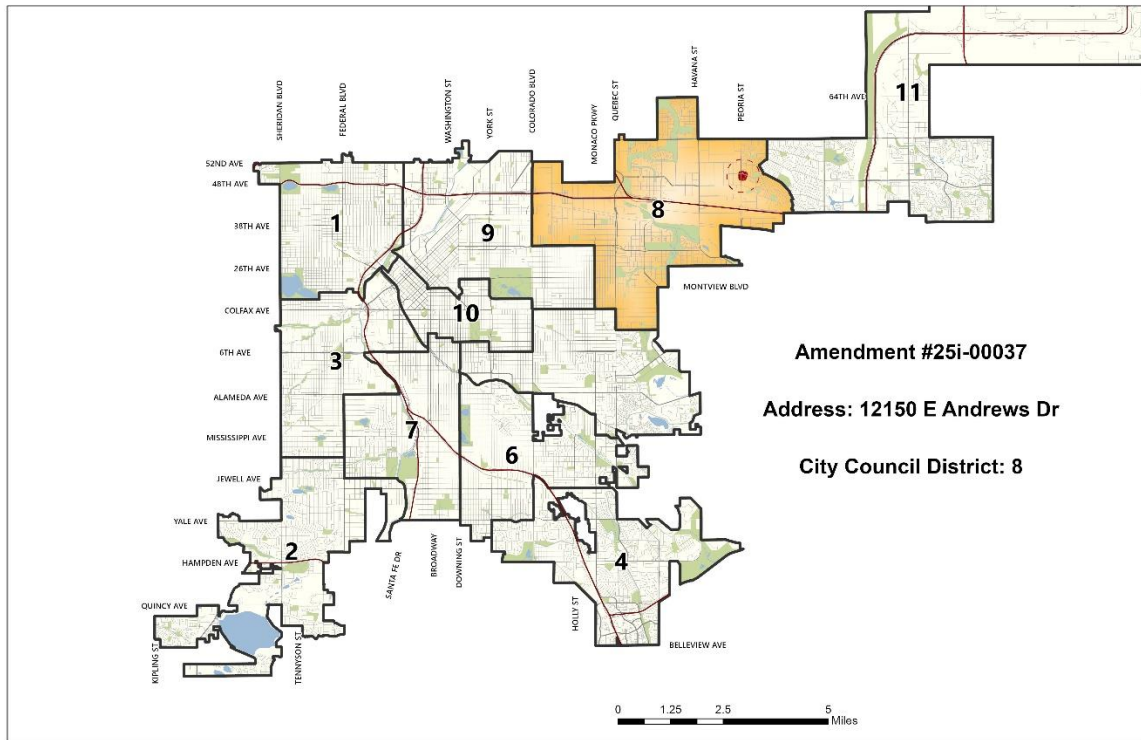 SHERIDAN BLVD
FEDERAL BLVD
WASHINGTON ST
YORK ST
COLORADO BLVD
MONACO PKWY
QUEBEC ST
HAVANA ST
PEORIA ST
64TH AVE
11
52ND AVE
48TH AVE
1
9
8
38TH AVE
26TH AVE
MONTVIEW BLVD
COLFAX AVE
10
6TH AVE
3
Amendment #25i-00037
ALAMEDA AVE
Address: 12150 E Andrews Dr
MISSISSIPPI AVE
7
6
City Council District: 8
JEWELL AVE
YALE AVE
2
4
HAMPDEN AVE
SANTA FE DR
BROADWAY
DOWNING ST
HOLLY ST
QUINCY AVE
KIPLING ST
TENNYSON ST
BELLEVIEW AVE
0 1.25 2.5 5
Miles